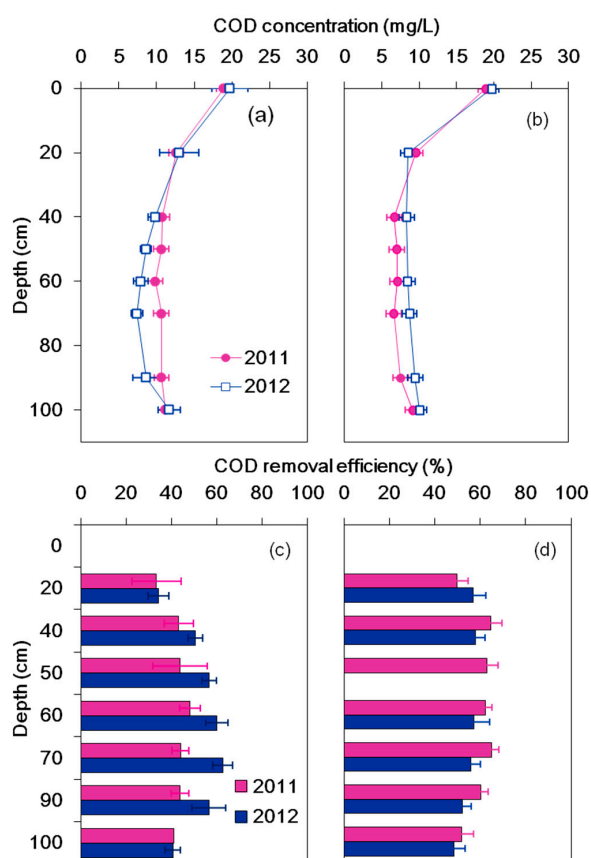 COD concentration (mg/L)
0 5 10 15 20 25 30 0 5 10 15 20 25 30
0
20
40
60
80
100
Depth (cm)
(a)
(b)
2011
2012
COD removal efficiency (%)
0 20 40 60 80 100 0 20 40 60 80 100
0
20
40
50
60
70
90
100
Depth (cm)
(c)
(d)
2011
2012